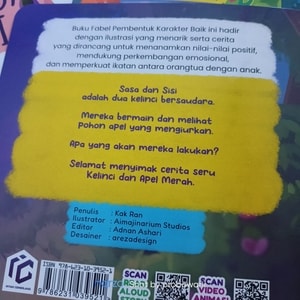 Buku Fabel Pembentuk Karakter Baik ini hadir
dengan ilustrasi yang menarik serta cerita
yang dirancang untuk menanamkan nilai-nilai positif,
mendukung perkembangan emosional,
dan memperkuat ikatan antara orangtua dengan anak.
Sasa dan Sisi
adalah dua kelinci bersaudara.
Mereka bermain dan melihat
pohon apel yang mengiurkan.
Apa yang akan mereka lakukan?
Selamat menyimak cerita seru
Kelinci dan Apel Merah.
Penulis : Kak Ran
Ilustrator : Aimajinarium Studios
Editor : Adnan Ashari
Desainer : arezadesign
SCAN
ALOUD
SCAN
VIDEO